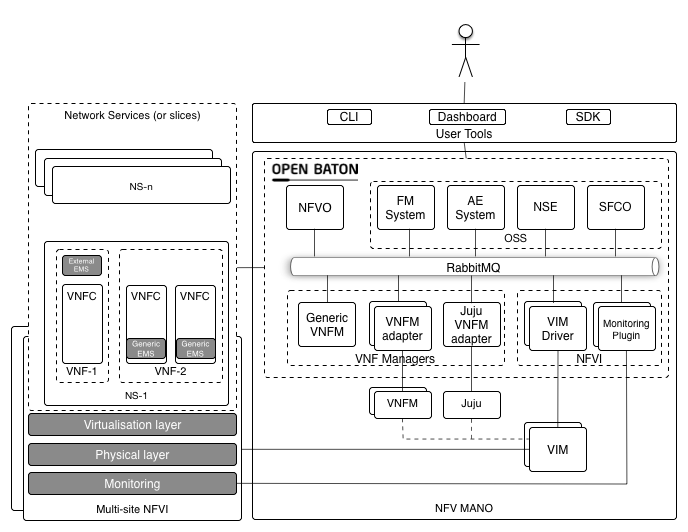 Network Services (or slices)
CLI
Dashboard
SDK
User Tools
OPEN BATON
NS-n
NFVO
FM
System
AE
System
NSE
SFCO
OSS
RabbitMQ
External
EMS
VNFC
VNFC
VNFC
Generic
EMS
Generic
EMS
VNF-1
VNF-2
NS-1
Generic
VNFM
VNFM
adapter
Juju
VNFM
adapter
VNF Managers
VIM
Driver
Monitoring
Plugin
NFVI
VNFM
Juju
VIM
Virtualisation layer
Physical layer
Monitoring
Multi-site NFVI
NFV MANO